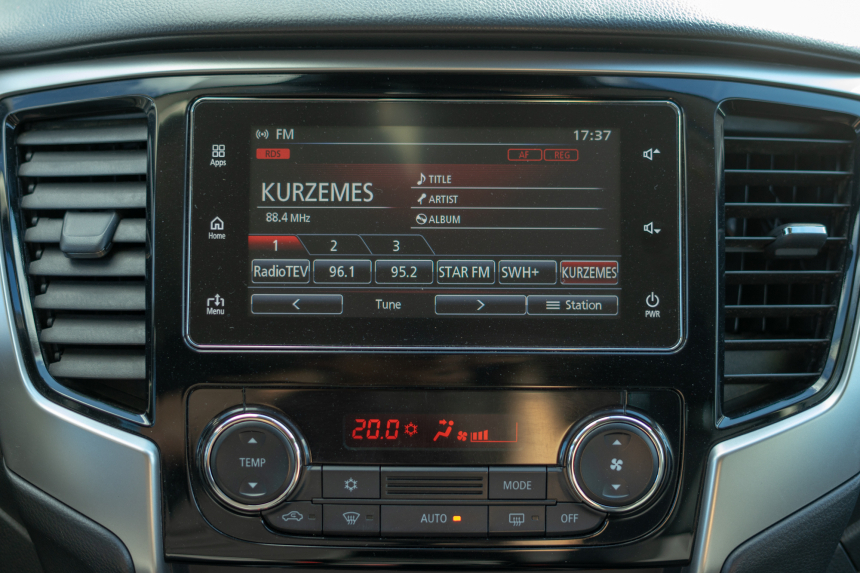 FM 17:37
RDS AF REG
Apps
KURZEMES
88.4 MHz
TITLE
ARTIST
ALBUM
Home
1 2 3
RadioTEV 96.1 95.2 STAR FM SWH+ KURZEMES
< Tune > Station
Menu
PWR
20.0
TEMP
MODE
AUTO
OFF